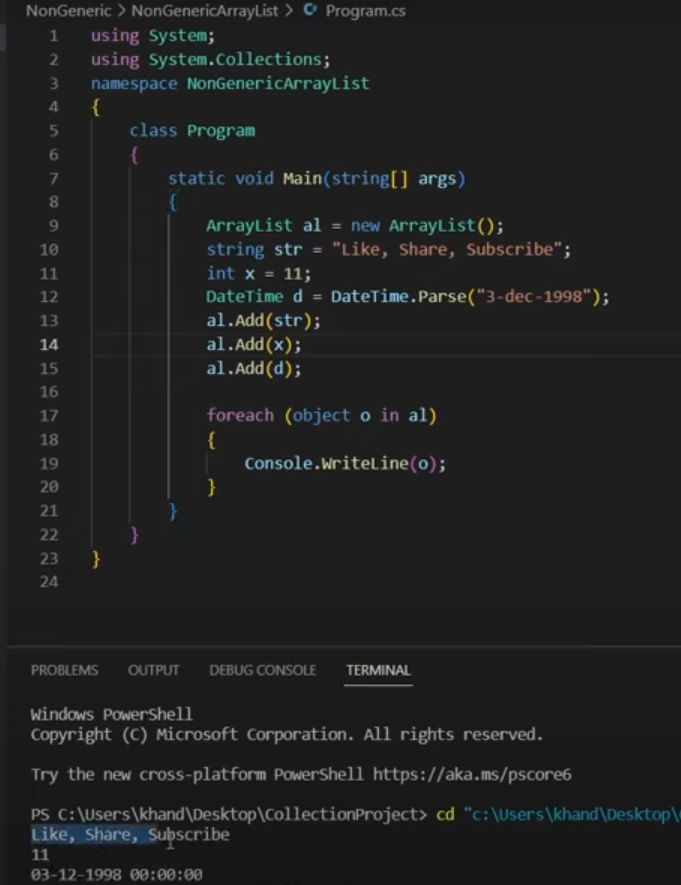 NonGeneric > NonGenericArrayList > Program.cs
1 using System;
2 using System.Collections;
3 namespace NonGenericArrayList
4 {
5 class Program
6 {
7 static void Main(string[] args)
8 {
9 ArrayList al = new ArrayList();
10 string str = "Like, Share, Subscribe";
11 int x = 11;
12 DateTime d = DateTime.Parse("3-dec-1998");
13 al.Add(str);
14 al.Add(x);
15 al.Add(d);
16
17 foreach (object o in al)
18 {
19 Console.WriteLine(o);
20 }
21 }
22 }
23 }
24
PROBLEMS OUTPUT DEBUG CONSOLE TERMINAL
Windows PowerShell
Copyright (C) Microsoft Corporation. All rights reserved.
Try the new cross-platform PowerShell https://aka.ms/pscore6
PS C:\Users\khand\Desktop\CollectionProject> cd "c:\Users\khand\Desktop\
Like, Share, Subscribe
11
03-12-1998 00:00:00